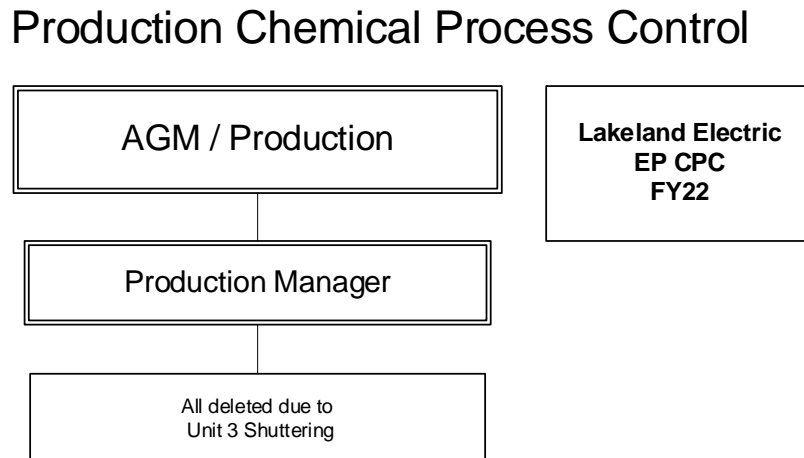 Production Chemical Process Control
AGM / Production
Lakeland Electric
EP CPC
FY22
Production Manager
All deleted due to
Unit 3 Shuttering